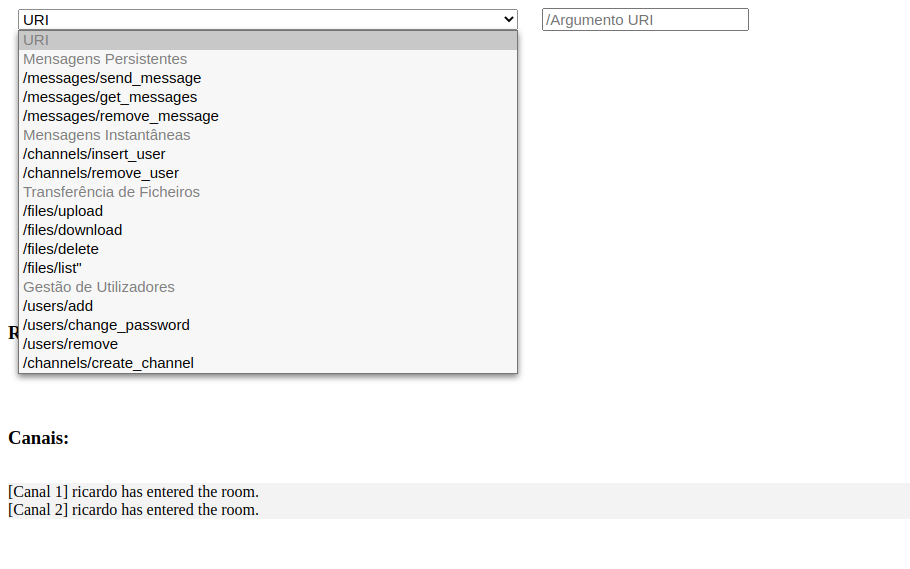 URI
/Argumento URI
URI
Mensagens Persistentes
/messages/send_message
/messages/get_messages
/messages/remove_message
Mensagens Instantâneas
/channels/insert_user
/channels/remove_user
Transferência de Ficheiros
/files/upload
/files/download
/files/delete
/files/list"
Gestão de Utilizadores
/users/add
/users/change_password
/users/remove
/channels/create_channel
Canais:
[Canal 1] ricardo has entered the room.
[Canal 2] ricardo has entered the room.